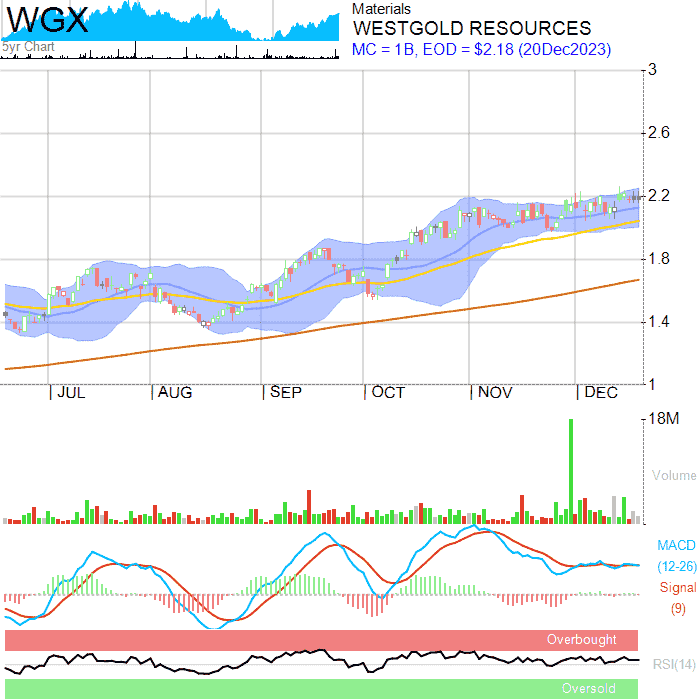 WGX
5yr Chart
Materials
WESTGOLD RESOURCES
MC = 1B, EOD = $2.18 (20Dec2023)
3
2.6
2.2
1.8
1.4
1
JUL AUG SEP OCT NOV DEC
18M
Volume
MACD
(12-26)
Signal
(9)
Overbought
RSI(14)
Oversold